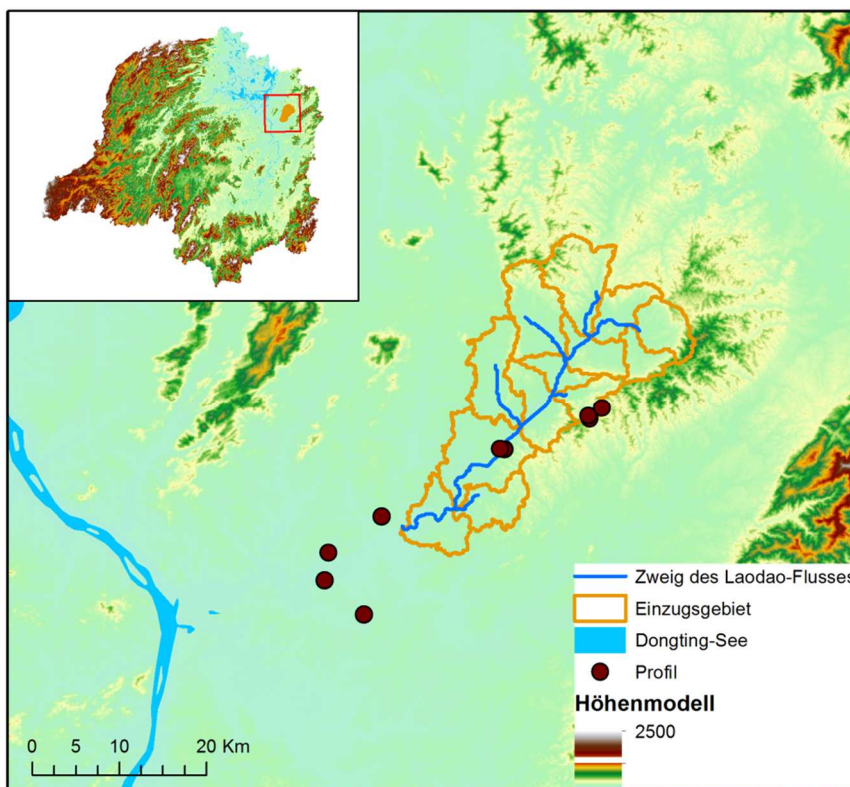 Zweig des Laodao-Flusses
Einzugsgebiet
Dongting-See
Profil
Höhenmodell
2500
0 5 10 20 Km